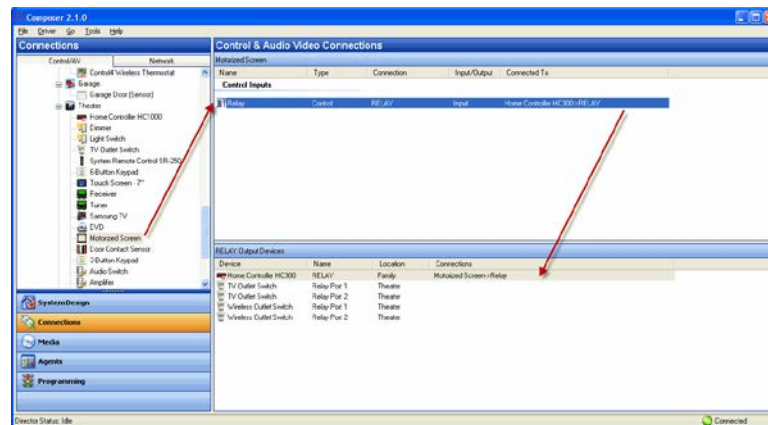 Composer 2.1.0
File Driver Go Tools Help
Connections
Control/AV Network
Control4 Wireless Thermostat
Garage
Garage Door (Sensor)
Theater
Home Controller HC1000
Dimmer
Light Switch
TV Outlet Switch
System Remote Control SR-250
6-Button Keypad
Touch Screen - 7"
Receiver
Tuner
Samsung TV
DVD
Motorized Screen
Door Contact Sensor
3-Button Keypad
Audio Switch
Amplifier
System Design
Connections
Media
Agents
Programming
Control & Audio Video Connections
Motorized Screen
Name Type Connection Input/Output Connected To
Control Inputs
Relay Control RELAY Input Home Controller HC300->RELAY
RELAY Output Devices
Device Name Location Connections
Home Controller HC300 RELAY Family Motorized Screen->Relay
TV Outlet Switch Relay Port 1 Theater
TV Outlet Switch Relay Port 2 Theater
Wireless Outlet Switch Relay Port 1 Theater
Wireless Outlet Switch Relay Port 2 Theater
Director Status: Idle
Connected